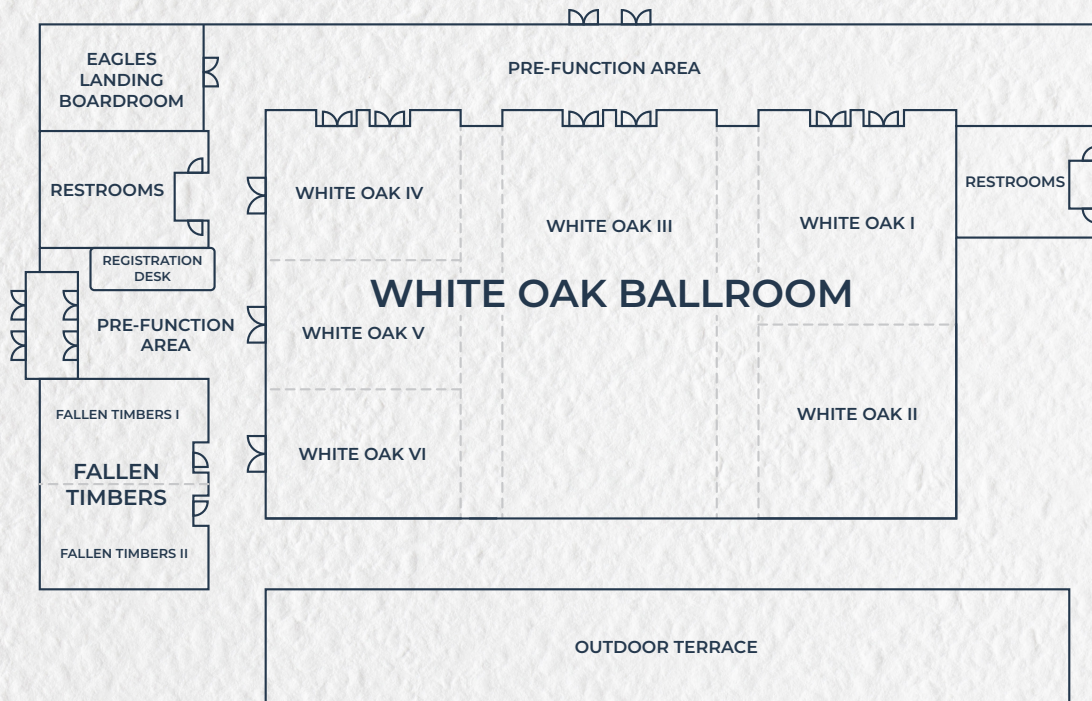 EAGLES
LANDING
BOARDROOM
PRE-FUNCTION AREA
RESTROOMS
WHITE OAK IV
WHITE OAK III
WHITE OAK I
RESTROOMS
REGISTRATION
DESK
WHITE OAK BALLROOM
PRE-FUNCTION
AREA
WHITE OAK V
FALLEN TIMBERS I
WHITE OAK II
WHITE OAK VI
FALLEN
TIMBERS
FALLEN TIMBERS II
OUTDOOR TERRACE